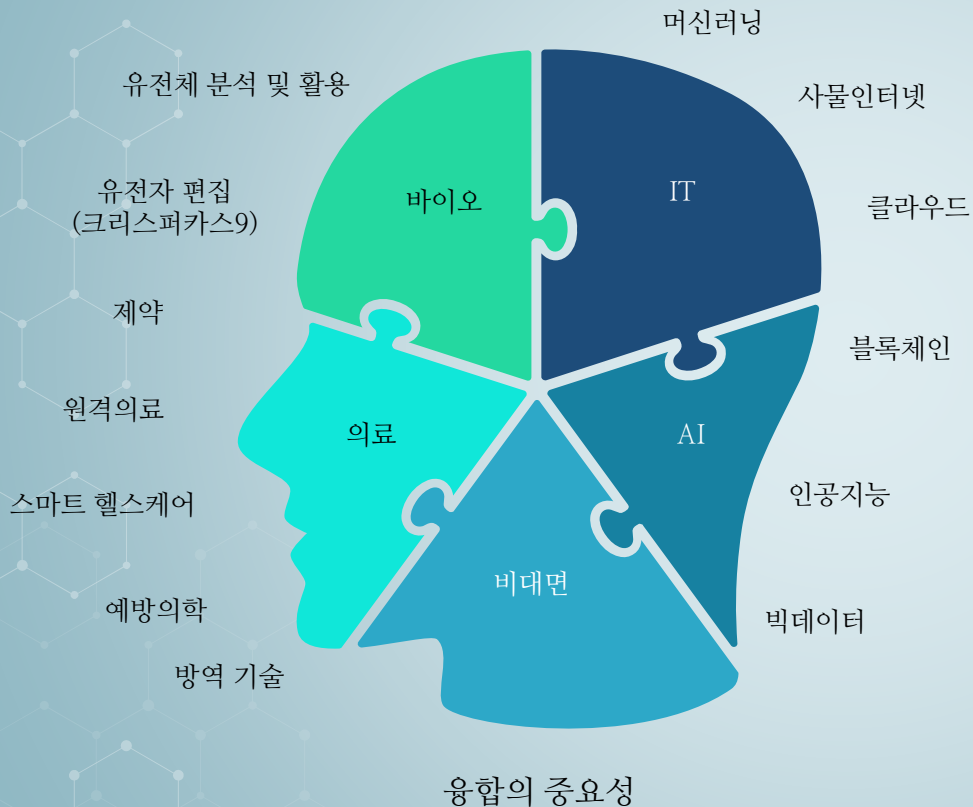 머신러닝
유전체 분석 및 활용
사물인터넷
유전자 편집
(크리스퍼카스9)
바이오
IT
클라우드
제약
블록체인
원격의료
의료
AI
스마트 헬스케어
인공지능
비대면
예방의학
빅데이터
방역 기술
융합의 중요성